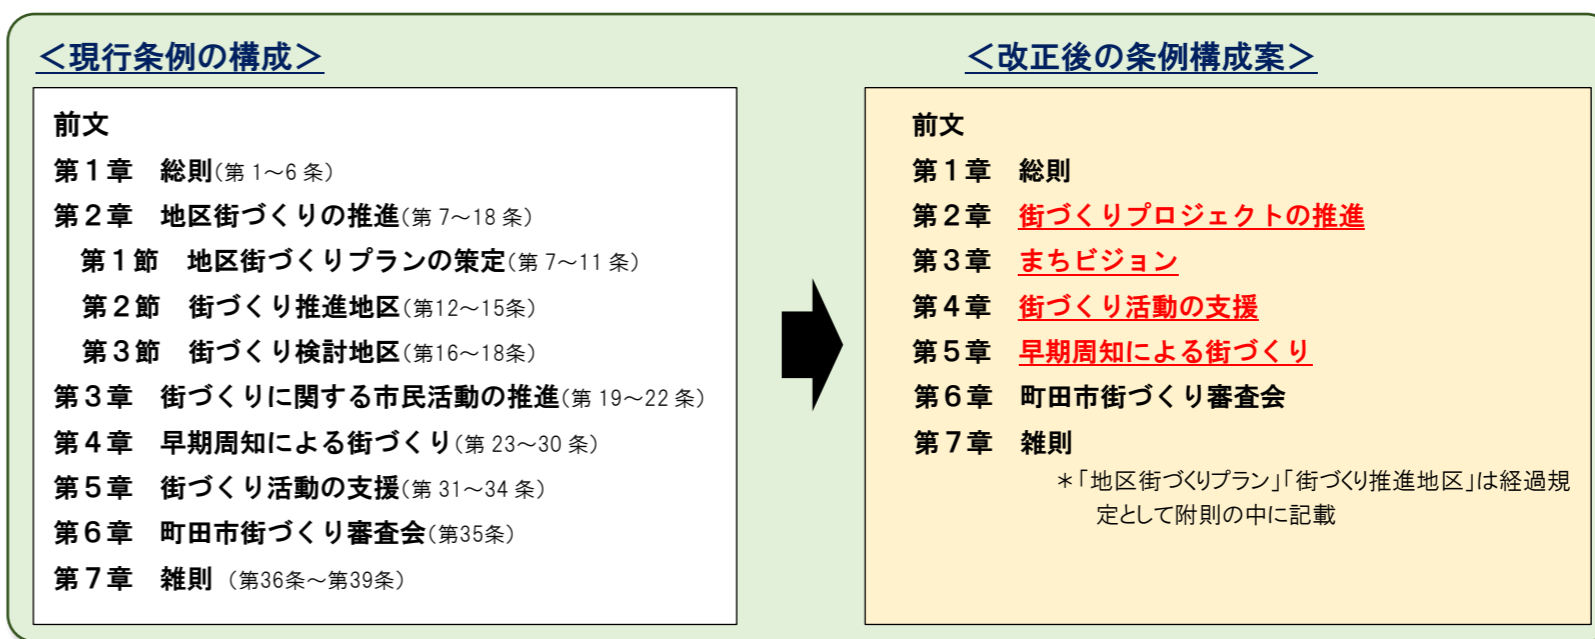 ＜現行条例の構成＞
前文
第１章　総則(第 1～6 条)
第２章　地区街づくりの推進(第 7～18 条)
第１節　地区街づくりプランの策定(第 7～11 条)
第２節　街づくり推進地区(第12～15条)
第３節　街づくり検討地区(第16～18条)
第３章　街づくりに関する市民活動の推進(第 19～22 条)
第４章　早期周知による街づくり(第 23～30 条)
第５章　街づくり活動の支援(第 31～34 条)
第６章　町田市街づくり審査会(第35条)
第７章　雑則（第36条～第39条）
＜改正後の条例構成案＞
前文
第１章　総則
第２章　街づくりプロジェクトの推進
第３章　まちビジョン
第４章　街づくり活動の支援
第５章　早期周知による街づくり
第６章　町田市街づくり審査会
第７章　雑則
＊「地区街づくりプラン」「街づくり推進地区」は経過規
定として附則の中に記載